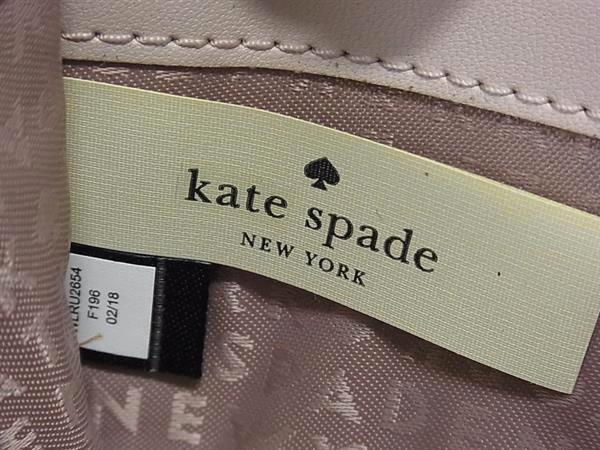 kate spade
NEW YORK
F196
02/18